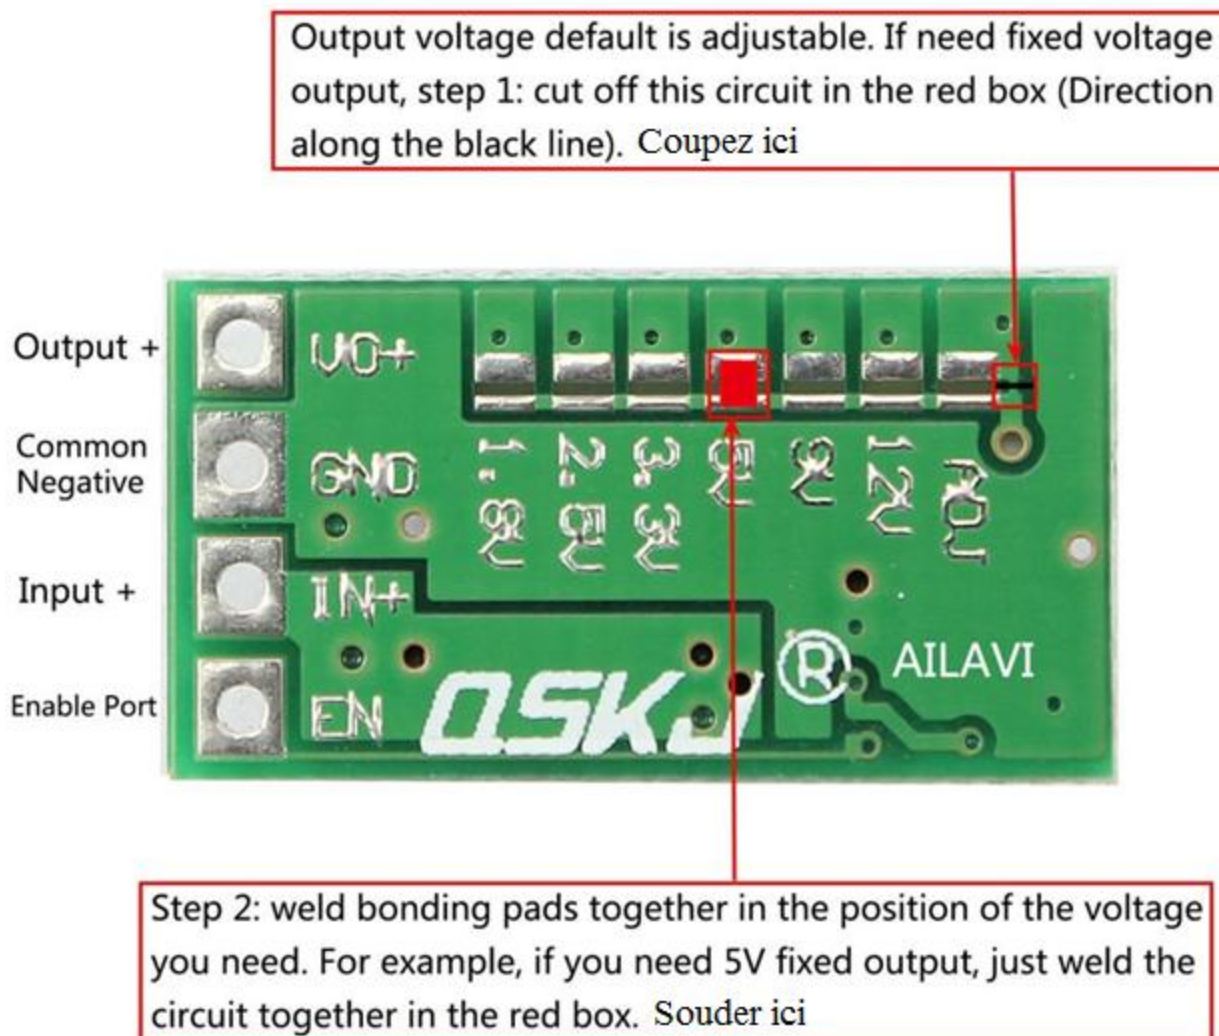 Output voltage default is adjustable. If need fixed voltage
output, step 1: cut off this circuit in the red box (Direction
along the black line). Coupez ici
Output +
VO+
Common
Negative
GND
Input +
IN+
Enable Port
EN
1.8V
2.5V
3.3V
5V
9V
12V
ADJ
QSKJ ®
AILAVI
Step 2: weld bonding pads together in the position of the voltage
you need. For example, if you need 5V fixed output, just weld the
circuit together in the red box. Souder ici